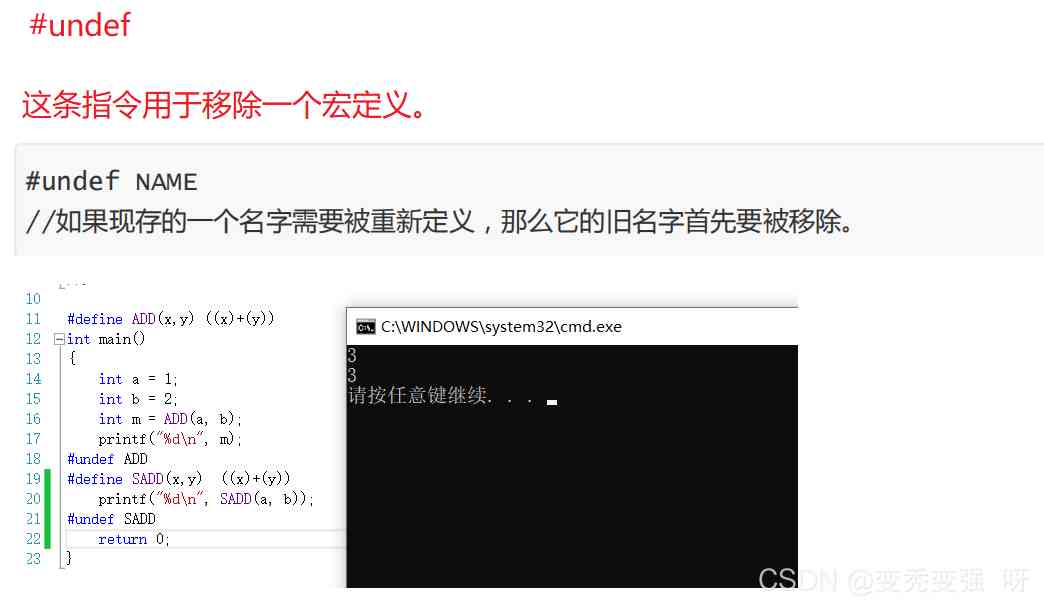 #undef
这条指令用于移除一个宏定义。
#undef NAME
//如果现存的一个名字需要被重新定义，那么它的旧名字首先要被移除。
10
11 #define ADD(x,y) ((x)+(y))
12 int main()
13 {
14 int a = 1;
15 int b = 2;
16 int m = ADD(a, b);
17 printf("%d\n", m);
18 #undef ADD
19 #define SADD(x,y)  ((x)+(y))
20 printf("%d\n", SADD(a, b));
21 #undef SADD
22 return 0;
23 }
C:\WINDOWS\system32\cmd.exe
3
3
请按任意键继续. . .
CSDN @变秃变强 呀